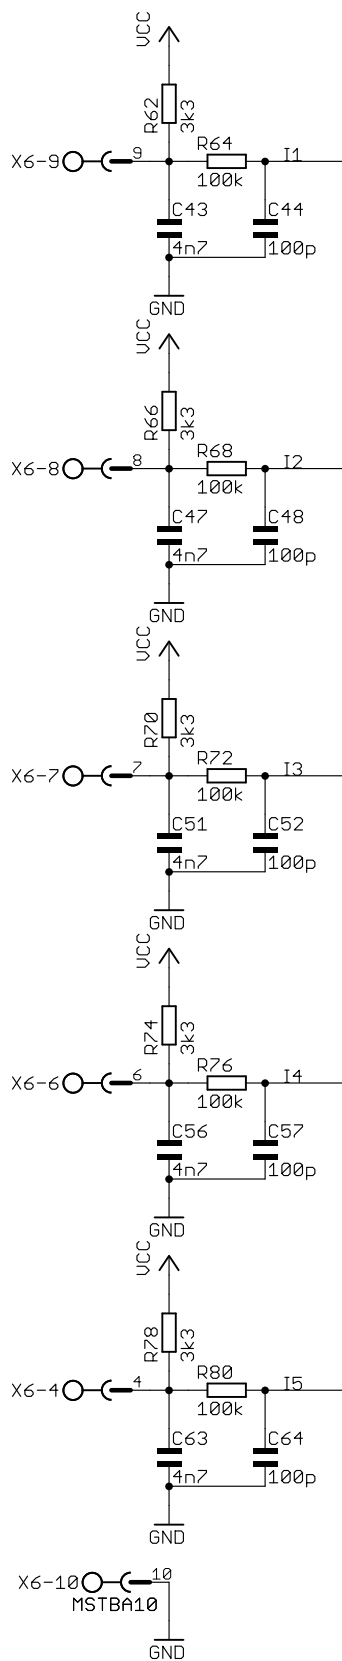 VCC
R62
3k3
X6-9
9
R64
I1
100k
C43
C44
4n7
100p
GND
VCC
R66
3k3
X6-8
8
R68
I2
100k
C47
C48
4n7
100p
GND
VCC
R70
3k3
X6-7
7
R72
I3
100k
C51
C52
4n7
100p
GND
VCC
R74
3k3
X6-6
6
R76
I4
100k
C56
C57
4n7
100p
GND
VCC
R78
3k3
X6-4
4
R80
I5
100k
C63
C64
4n7
100p
GND
X6-10
10
MSTBA10
GND